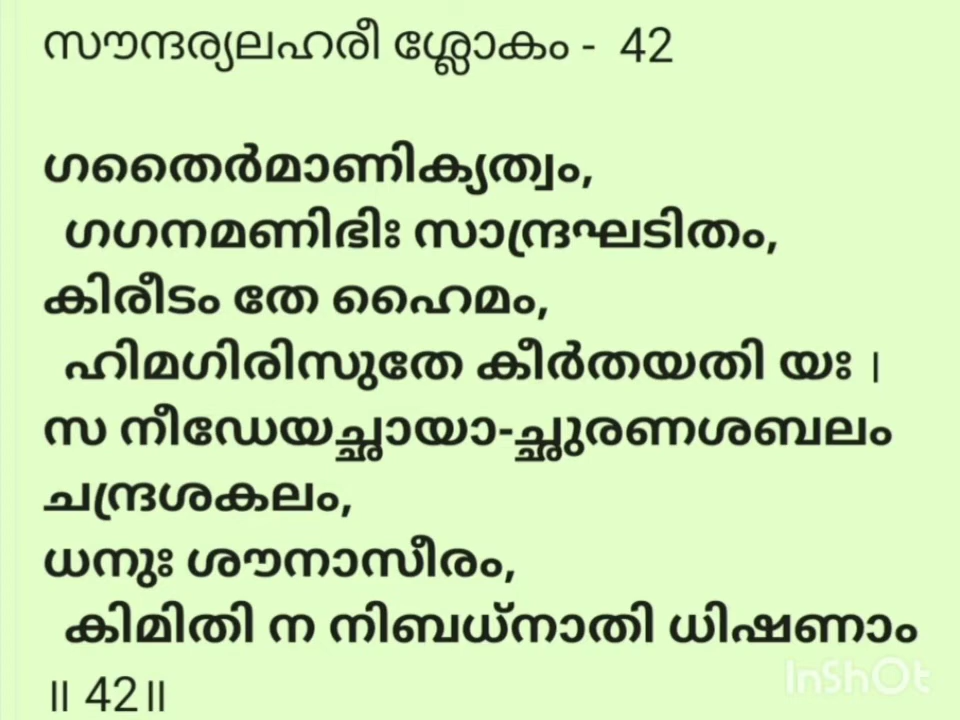 സൗന്ദര്യലഹരീ ശ്ലോകം - 42
ഗതൈർമാണിക്യത്വം,
ഗഗനമണിഭിഃ സാന്ദ്രഘടിതം,
കിരീടം തേ ഹൈമം,
ഹിമഗിരിസുതേ കീർതയതി യഃ |
സ നീഡേയച്ഛായാ-ച്ഛുരണശബലം
ചന്ദ്രശകലം,
ധനുഃ ശൗനാസീരം,
കിമിതി ന നിബധ്നാതി ധിഷണാം
॥ 42॥
InShOt